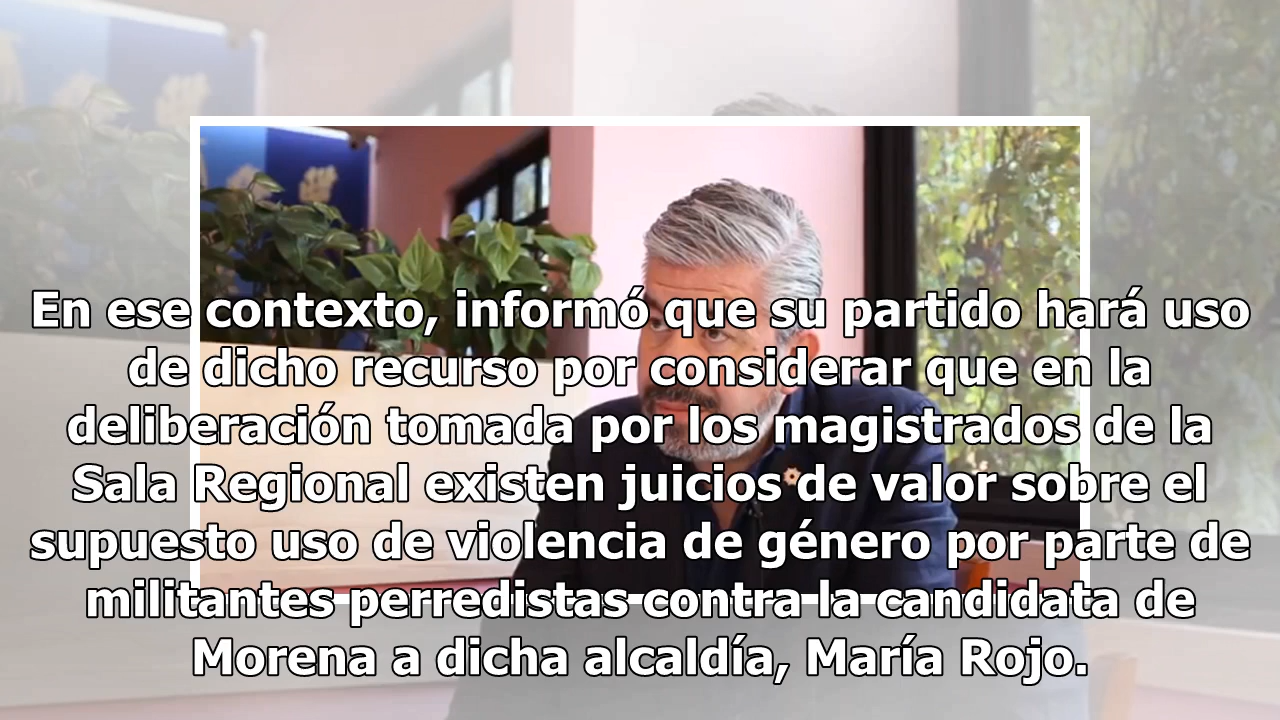 En ese contexto, informó que su partido hará uso
de dicho recurso por considerar que en la
deliberación tomada por los magistrados de la
Sala Regional existen juicios de valor sobre el
supuesto uso de violencia de género por parte de
militantes perredistas contra la candidata de
Morena a dicha alcaldía, María Rojo.